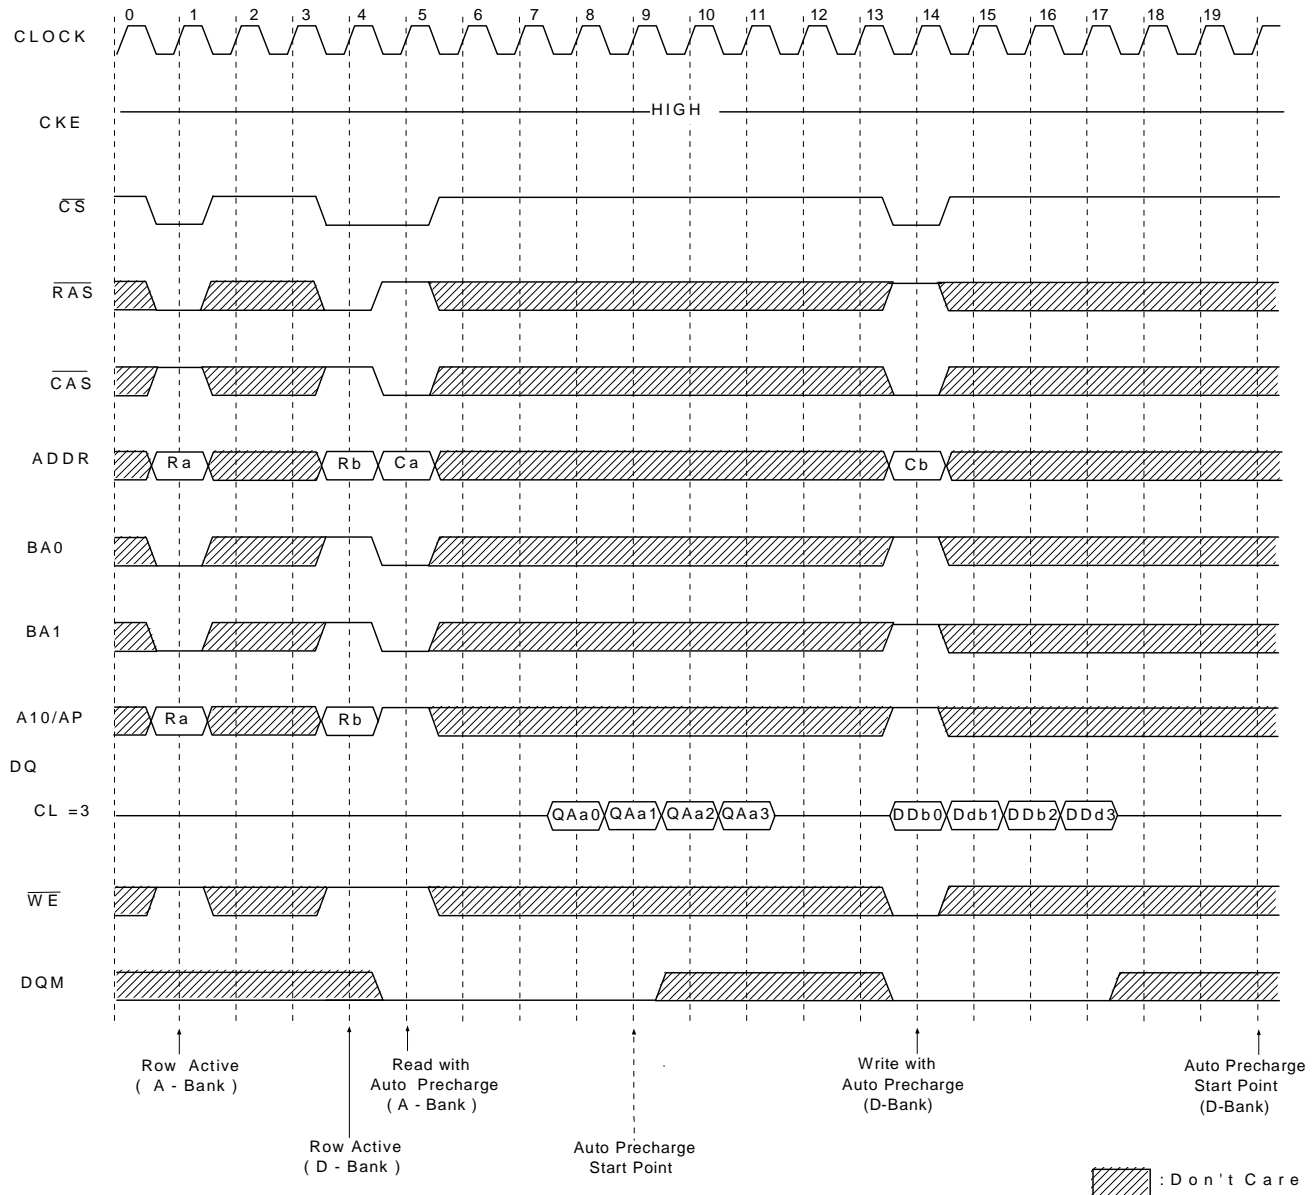 0 1 2 3 4 5 6 7 8 9 10 11 12 13 14 15 16 17 18 19
CLOCK
HIGH
CKE
CS
RAS
CAS
ADDR Ra Rb Ca Cb
BA0
BA1
A10/AP Ra Rb
DQ
CL =3 QAa0 QAa1 QAa2 QAa3 DDb0 Ddb1 DDb2 DDd3
WE
DQM
Row Active
( A - Bank )
Row Active
( D - Bank )
Read with
Auto Precharge
( A - Bank )
Auto Precharge
Start Point
Write with
Auto Precharge
(D-Bank)
Auto Precharge
Start Point
(D-Bank)
: Don't Care